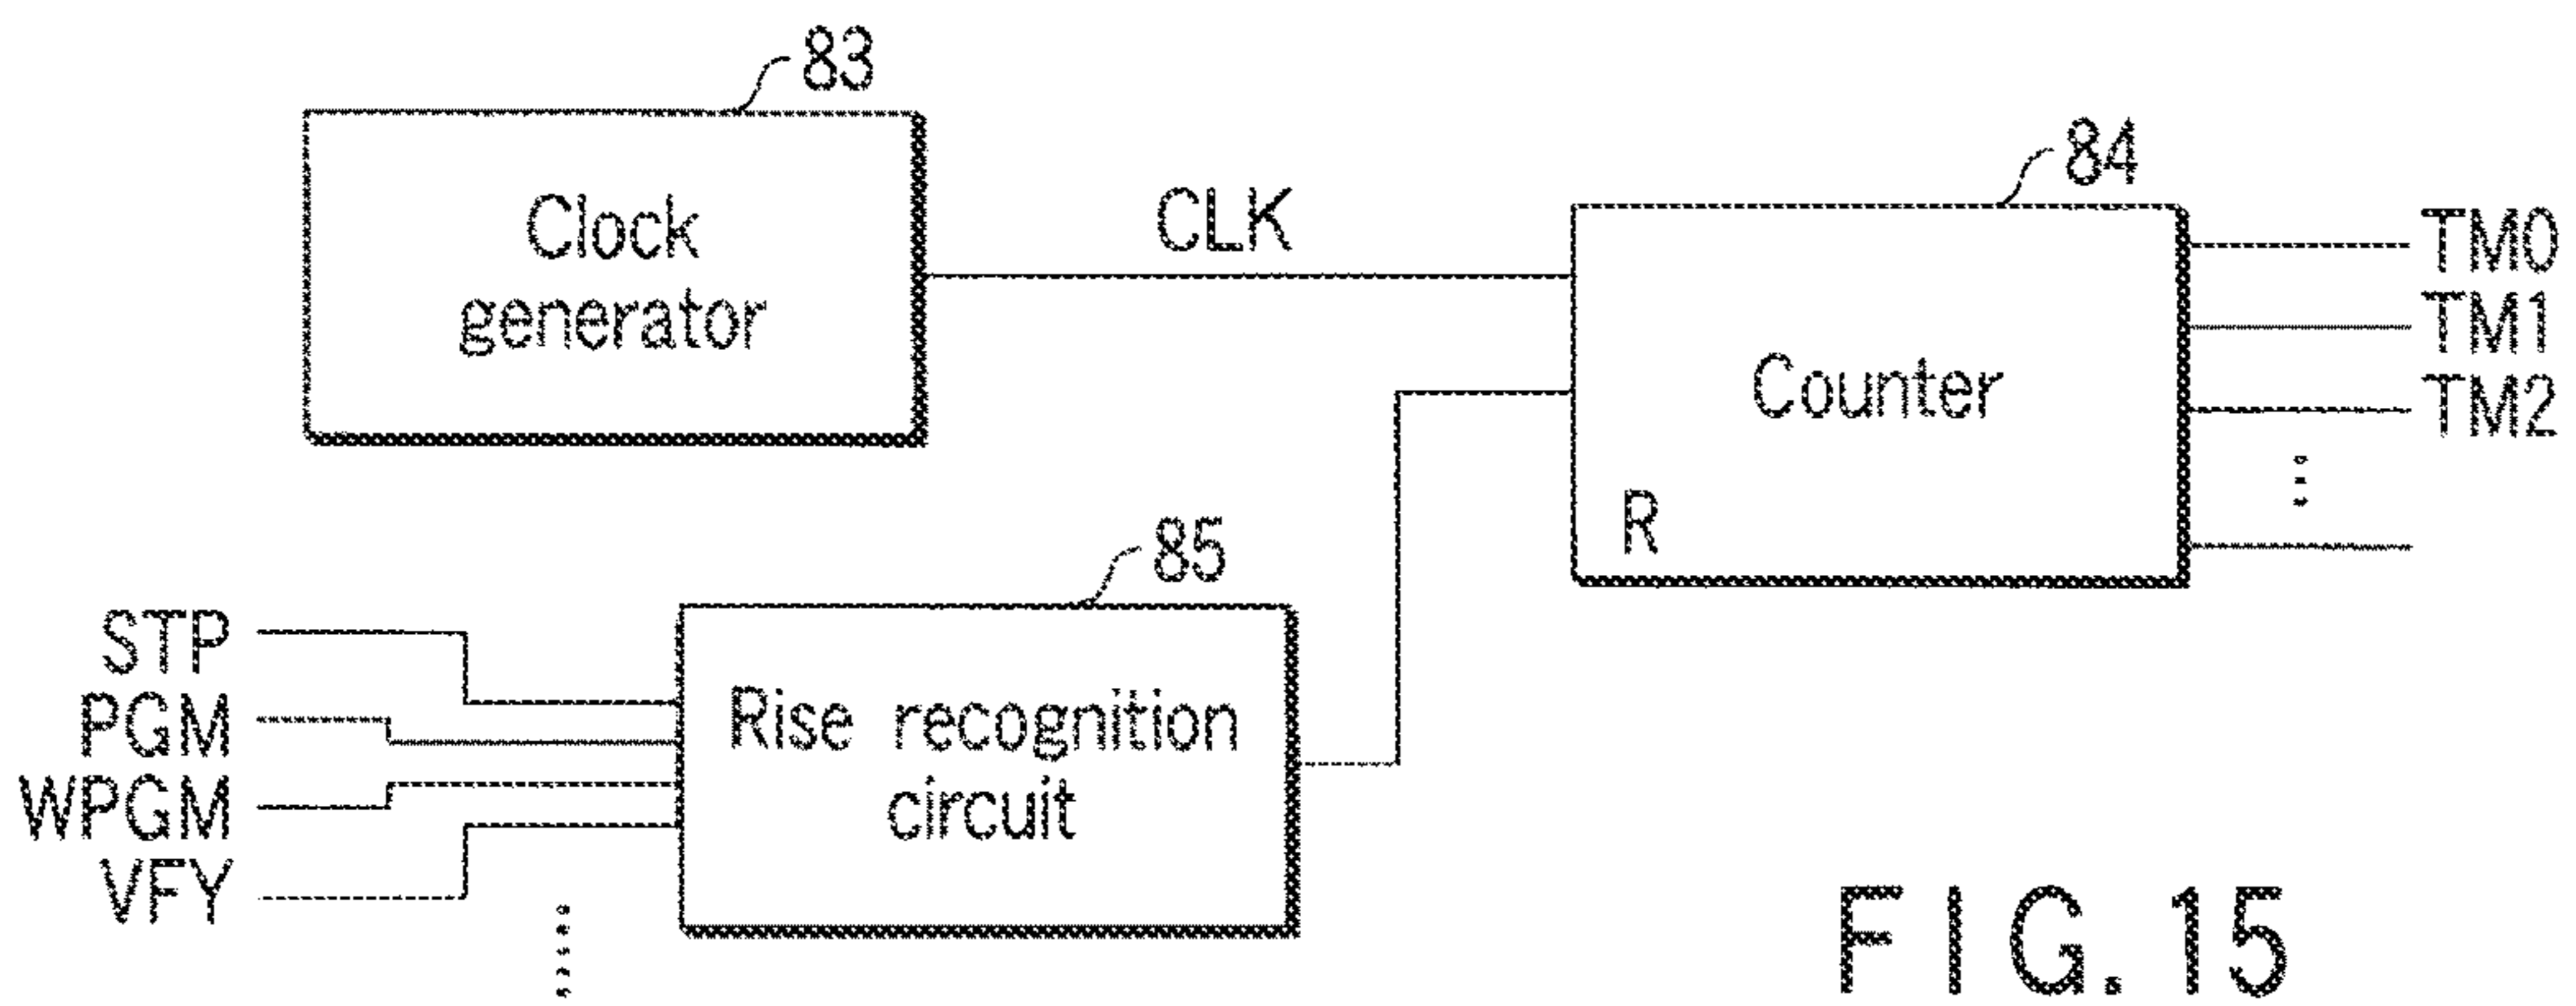 83
Clock
generator
CLK
84
Counter
R
TM0
TM1
TM2
85
Rise recognition
circuit
STP
PGM
WPGM
VFY
FIG. 15